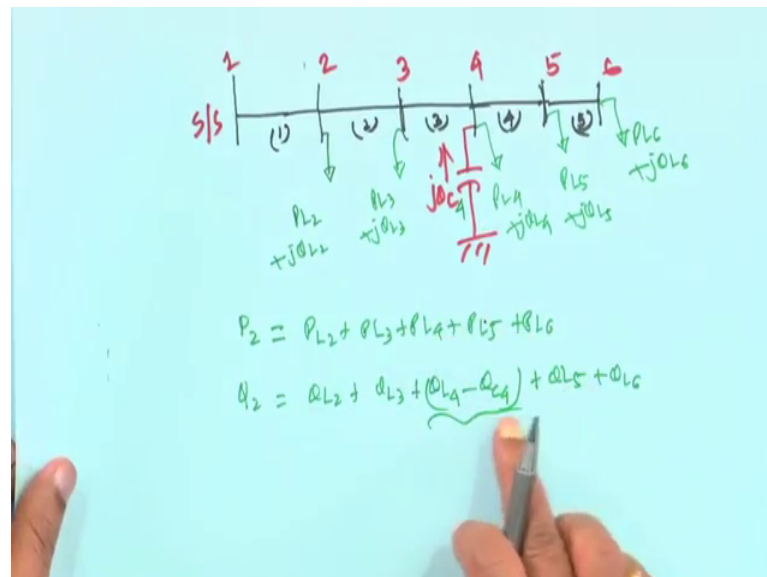 1 2 3 4 5 6
S/S (1) (2) (3) (4) (5)
jQC4
PL2 +jQL2
PL3 +jQL3
PL4 +jQL4
PL5 +jQL5
PL6 +jQL6
P2 = PL2 + PL3 + PL4 + PL5 + PL6
Q2 = QL2 + QL3 + (QL4 - QC4) + QL5 + QL6